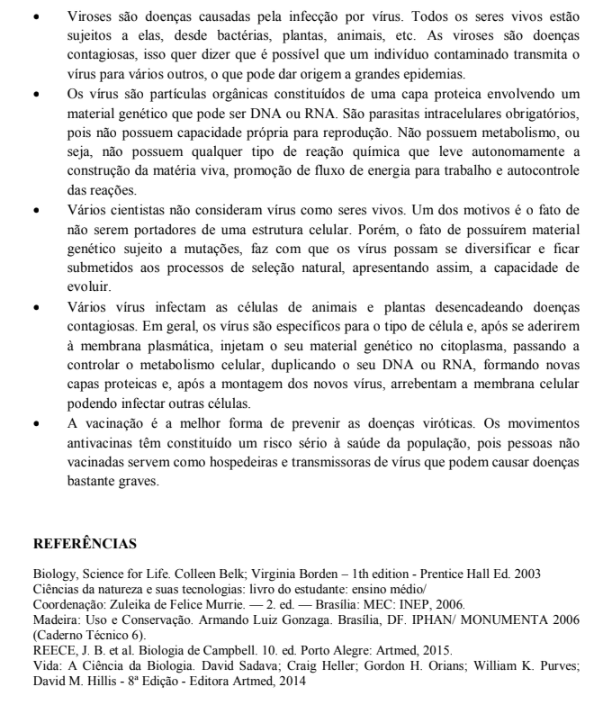 • Viroses são doenças causadas pela infecção por vírus. Todos os seres vivos estão
sujeitos a elas, desde bactérias, plantas, animais, etc. As viroses são doenças
contagiosas, isso quer dizer que é possível que um indivíduo contaminado transmita o
vírus para vários outros, o que pode dar origem a grandes epidemias.
• Os vírus são partículas orgânicas constituídos de uma capa proteica envolvendo um
material genético que pode ser DNA ou RNA. São parasitas intracelulares obrigatórios,
pois não possuem capacidade própria para reprodução. Não possuem metabolismo, ou
seja, não possuem qualquer tipo de reação química que leve autonomamente a
construção da matéria viva, promoção de fluxo de energia para trabalho e autocontrole
das reações.
• Vários cientistas não consideram vírus como seres vivos. Um dos motivos é o fato de
não serem portadores de uma estrutura celular. Porém, o fato de possuírem material
genético sujeito a mutações, faz com que os vírus possam se diversificar e ficar
submetidos aos processos de seleção natural, apresentando assim, a capacidade de
evoluir.
• Vários vírus infectam as células de animais e plantas desencadeando doenças
contagiosas. Em geral, os vírus são específicos para o tipo de célula e, após se aderirem
à membrana plasmática, injetam o seu material genético no citoplasma, passando a
controlar o metabolismo celular, duplicando o seu DNA ou RNA, formando novas
capas proteicas e, após a montagem dos novos vírus, arrebentam a membrana celular
podendo infectar outras células.
• A vacinação é a melhor forma de prevenir as doenças viróticas. Os movimentos
antivacinas têm constituído um risco sério à saúde da população, pois pessoas não
vacinadas servem como hospedeiras e transmissoras de vírus que podem causar doenças
bastante graves.
REFERÊNCIAS
Biology, Science for Life. Colleen Belk; Virginia Borden – 1th edition - Prentice Hall Ed. 2003
Ciências da natureza e suas tecnologias: livro do estudante: ensino médio/
Coordenação: Zuleika de Felice Murrie. — 2. ed. — Brasília: MEC: INEP, 2006.
Madeira: Uso e Conservação. Armando Luiz Gonzaga. Brasília, DF. IPHAN/ MONUMENTA 2006
(Caderno Técnico 6).
REECE, J. B. et al. Biologia de Campbell. 10. ed. Porto Alegre: Artmed, 2015.
Vida: A Ciência da Biologia. David Sadava; Craig Heller; Gordon H. Orians; William K. Purves;
David M. Hillis - 8ª Edição - Editora Artmed, 2014